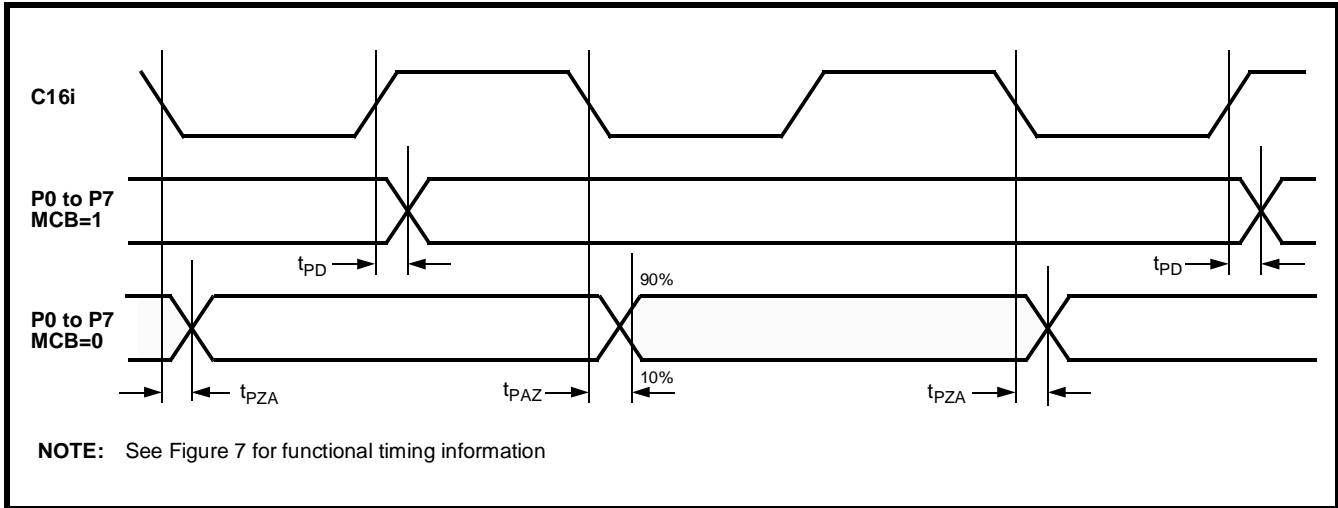 C16i
P0 to P7
MCB=1
tPD
tPD
90%
P0 to P7
MCB=0
10%
tPZA
tPAZ
tPZA
NOTE: See Figure 7 for functional timing information